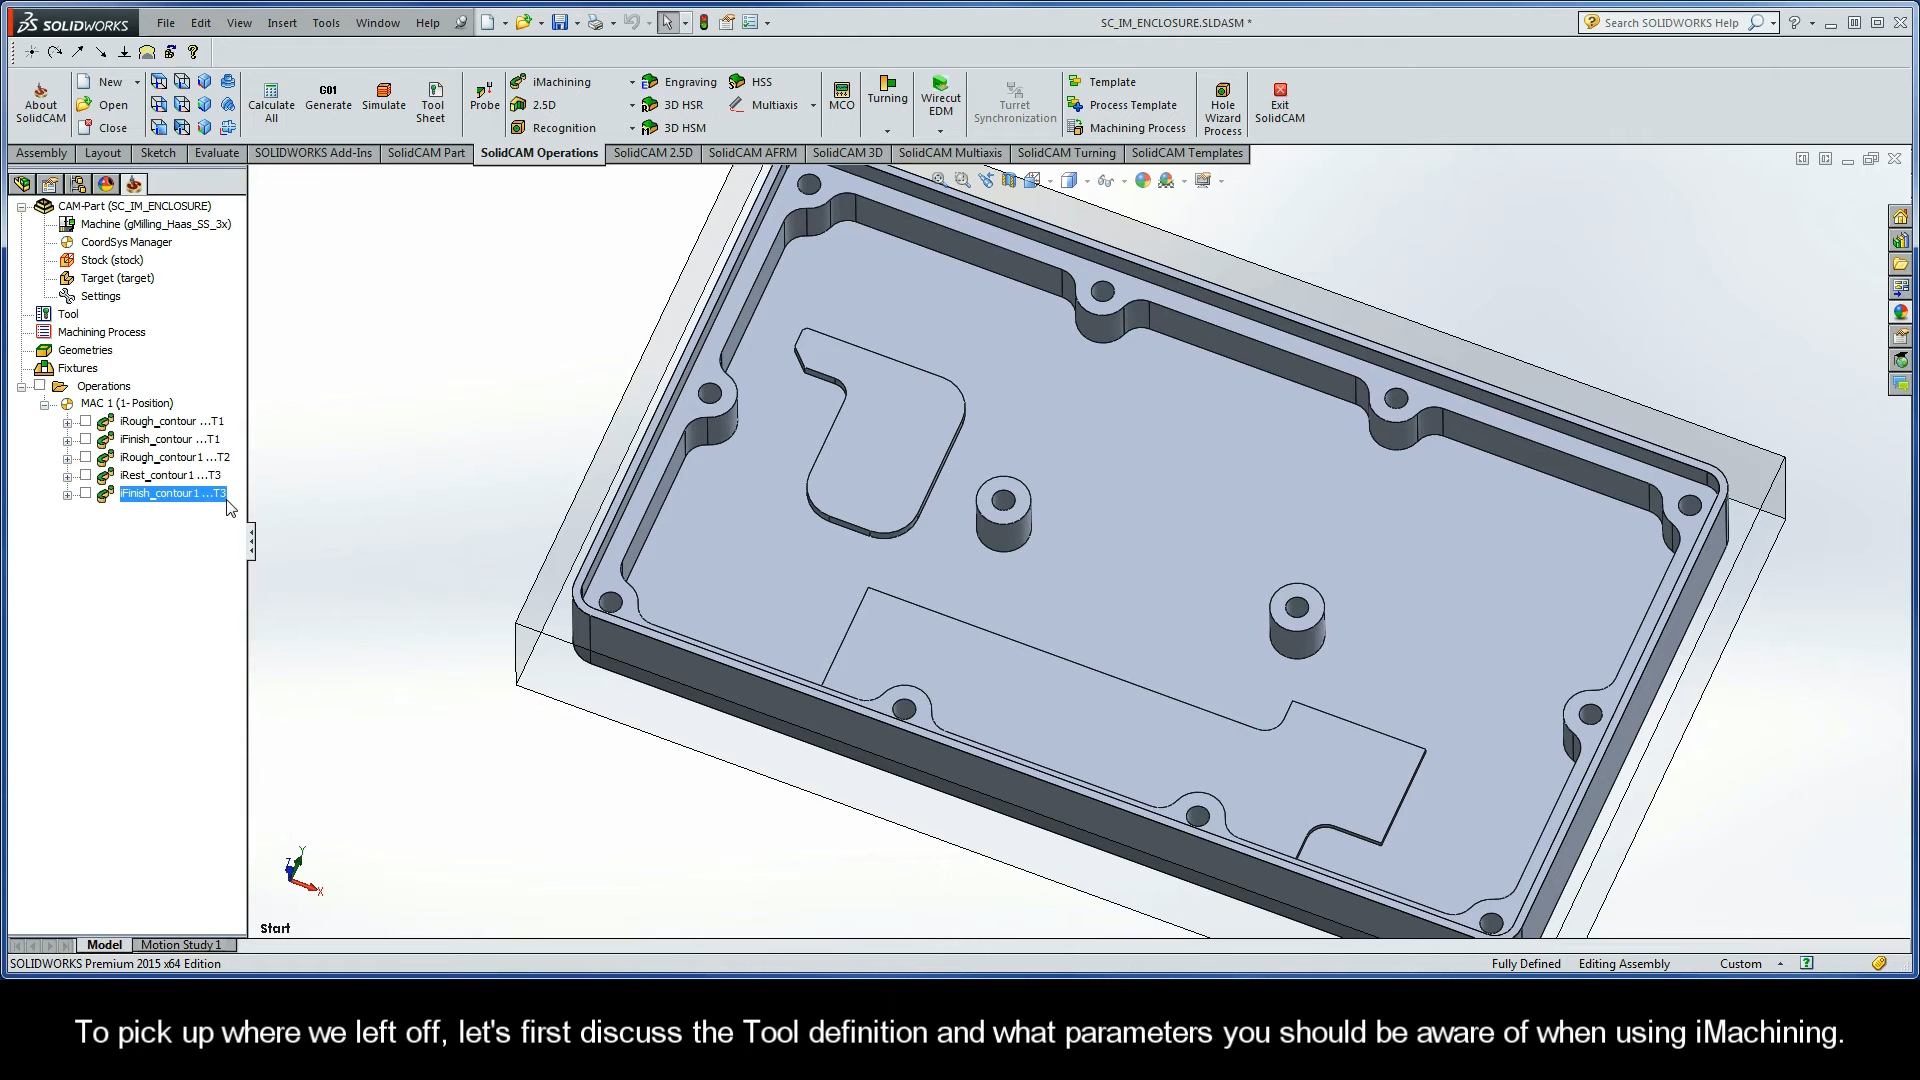 SOLIDWORKS File Edit View Insert Tools Window Help SC_IM_ENCLOSURE.SLDASM * Search SOLIDWORKS Help
About SolidCAM
New
Open
Close
Calculate All
G01 Generate
Simulate
Tool Sheet
Probe
iMachining
2.5D
Recognition
Engraving
3D HSR
3D HSM
HSS
Multiaxis
MCO
Turning
Wirecut EDM
Turret Synchronization
Template
Process Template
Machining Process
Hole Wizard Process
Exit SolidCAM
Assembly Layout Sketch Evaluate SOLIDWORKS Add-Ins SolidCAM Part SolidCAM Operations SolidCAM 2.5D SolidCAM AFRM SolidCAM 3D SolidCAM Multiaxis SolidCAM Turning SolidCAM Templates
CAM-Part (SC_IM_ENCLOSURE)
Machine (gMilling_Haas_SS_3x)
CoordSys Manager
Stock (stock)
Target (target)
Settings
Tool
Machining Process
Geometries
Fixtures
Operations
MAC 1 (1- Position)
iRough_contour ...T1
iFinish_contour ...T1
iRough_contour1 ...T2
iRest_contour1 ...T3
iFinish_contour1 ...T3
Z Y X
Start
Model Motion Study 1
SOLIDWORKS Premium 2015 x64 Edition Fully Defined Editing Assembly Custom
To pick up where we left off, let's first discuss the Tool definition and what parameters you should be aware of when using iMachining.